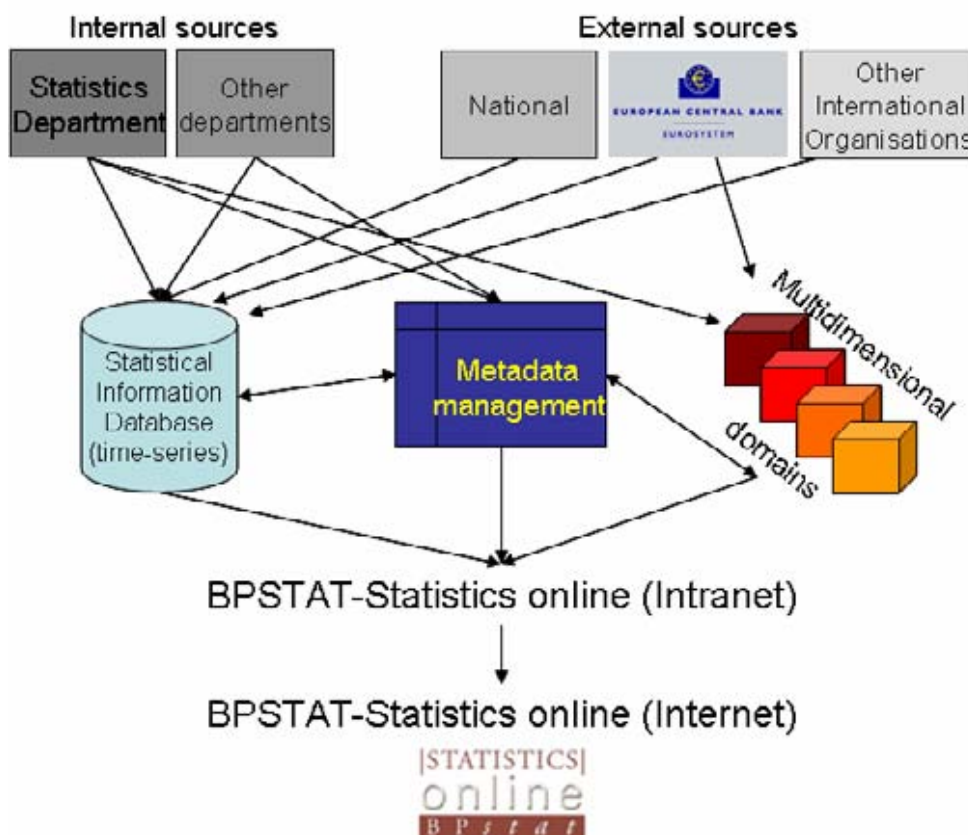 Internal sources
External sources
Statistics
Department
Other
departments
National
EUROPEAN CENTRAL BANK
EUROSYSTEM
Other
International
Organisations
Statistical
Information
Database
(time-series)
Metadata
management
Multidimensional
domains
BPSTAT-Statistics online (Intranet)
BPSTAT-Statistics online (Internet)
|STATISTICS|
online
BPstat